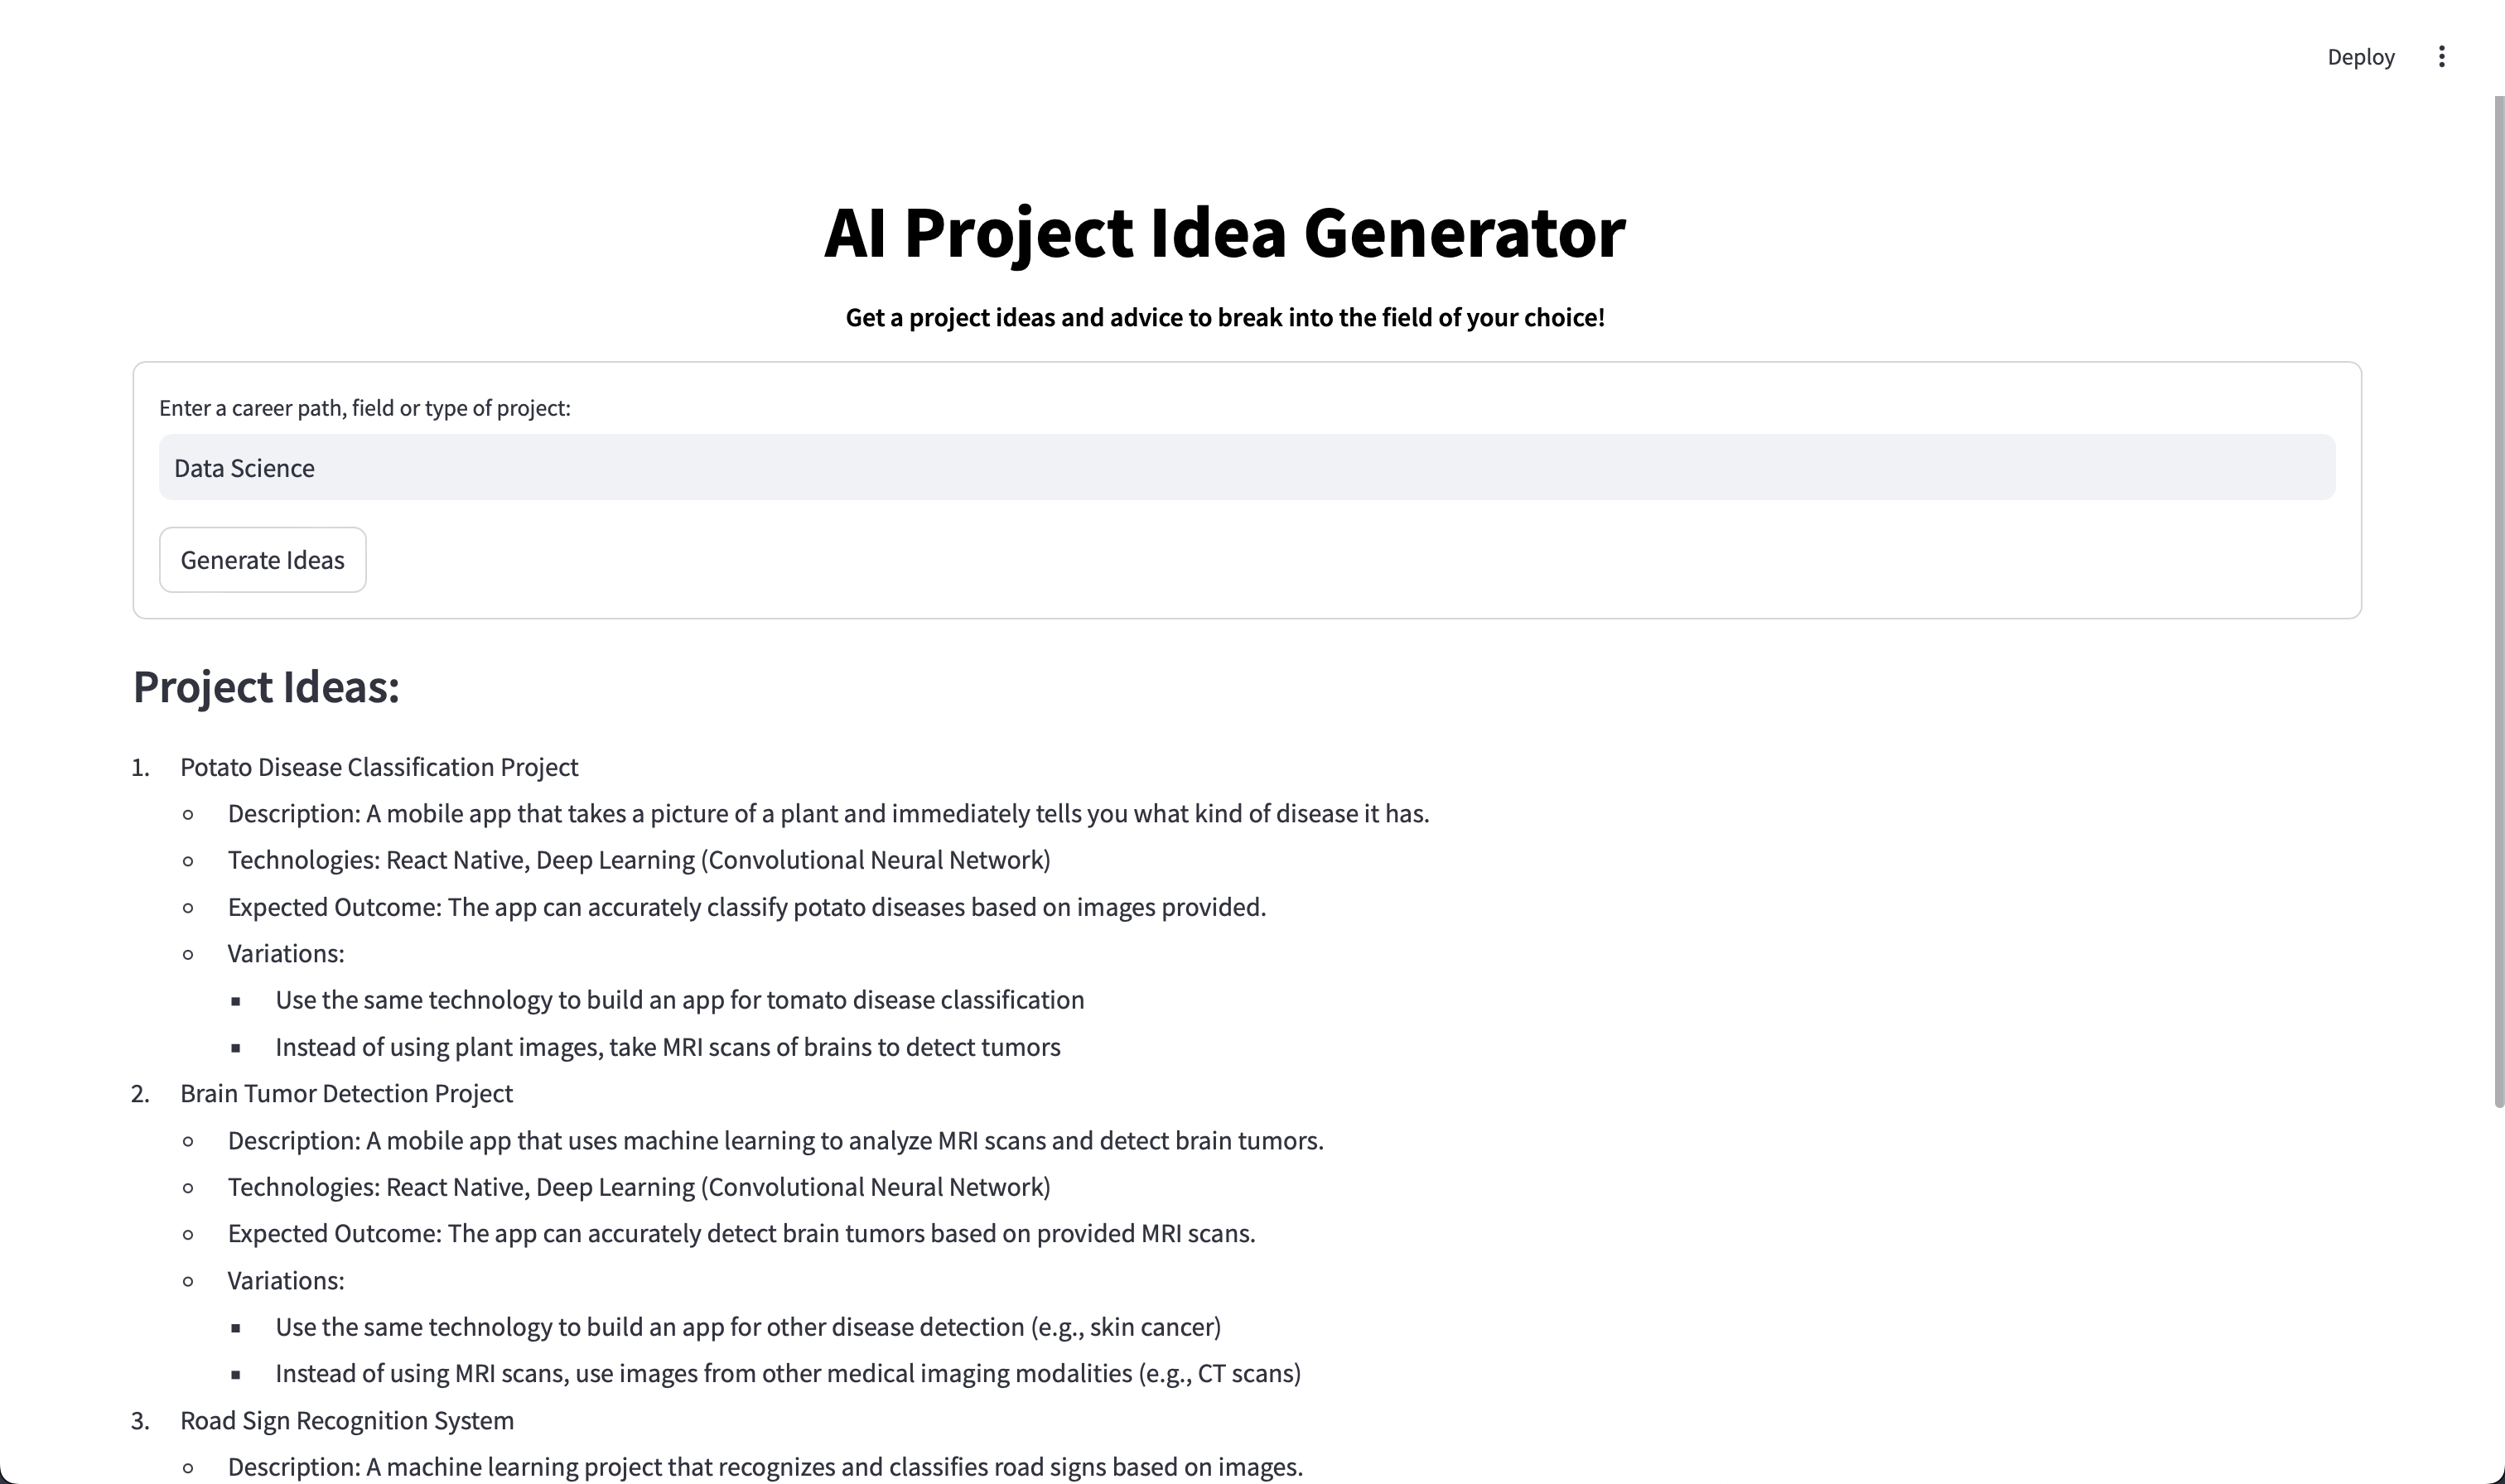 Deploy
AI Project Idea Generator
Get a project ideas and advice to break into the field of your choice!
Enter a career path, field or type of project:
Data Science
Generate Ideas
Project Ideas:
1. Potato Disease Classification Project
Description: A mobile app that takes a picture of a plant and immediately tells you what kind of disease it has.
Technologies: React Native, Deep Learning (Convolutional Neural Network)
Expected Outcome: The app can accurately classify potato diseases based on images provided.
Variations:
Use the same technology to build an app for tomato disease classification
Instead of using plant images, take MRI scans of brains to detect tumors
2. Brain Tumor Detection Project
Description: A mobile app that uses machine learning to analyze MRI scans and detect brain tumors.
Technologies: React Native, Deep Learning (Convolutional Neural Network)
Expected Outcome: The app can accurately detect brain tumors based on provided MRI scans.
Variations:
Use the same technology to build an app for other disease detection (e.g., skin cancer)
Instead of using MRI scans, use images from other medical imaging modalities (e.g., CT scans)
3. Road Sign Recognition System
Description: A machine learning project that recognizes and classifies road signs based on images.